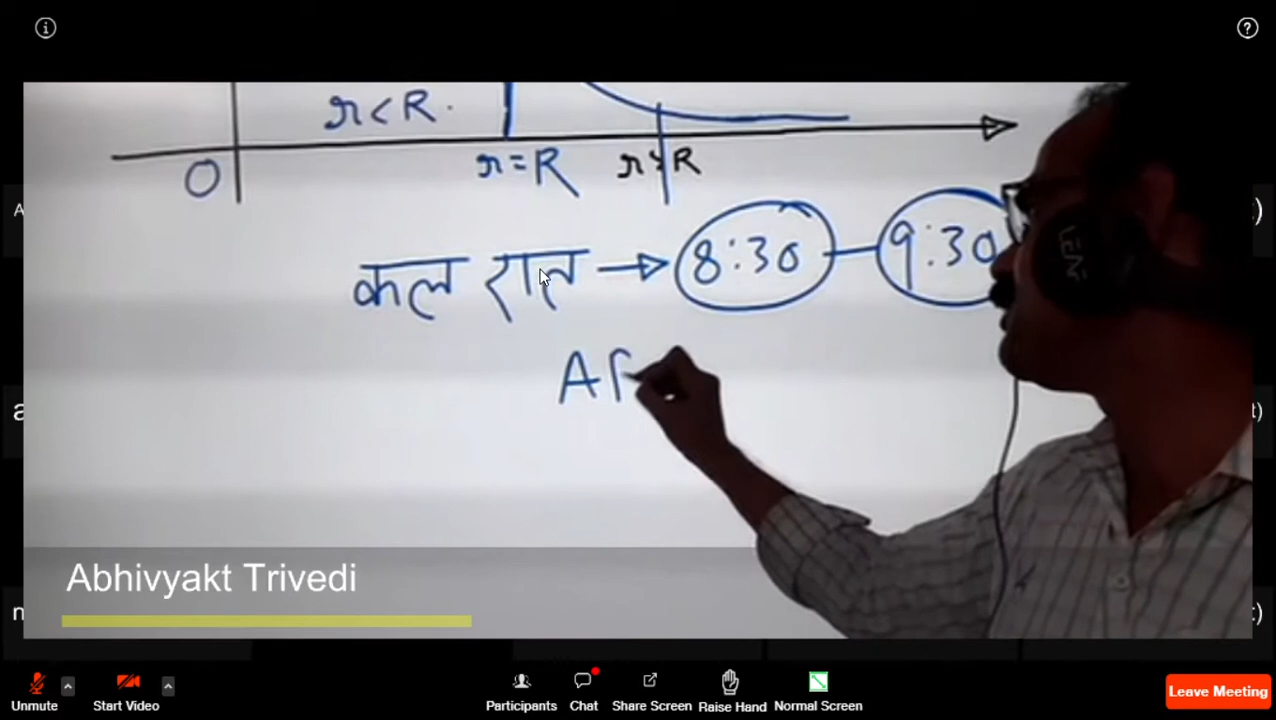 r < R.
0 r = R r > R
कल रात → 8:30 – 9:30
Af
Abhivyakt Trivedi
Unmute Start Video Participants Chat Share Screen Raise Hand Normal Screen Leave Meeting